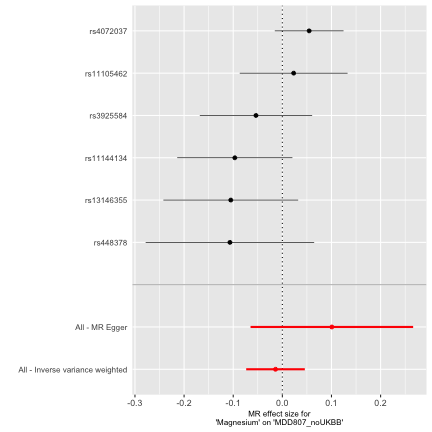 rs4072037
rs11105462
rs3925584
rs11144134
rs13146355
rs448378
All - MR Egger
All - Inverse variance weighted
-0.3 -0.2 -0.1 0.0 0.1 0.2
MR effect size for
'Magnesium' on 'MDD807_noUKBB'